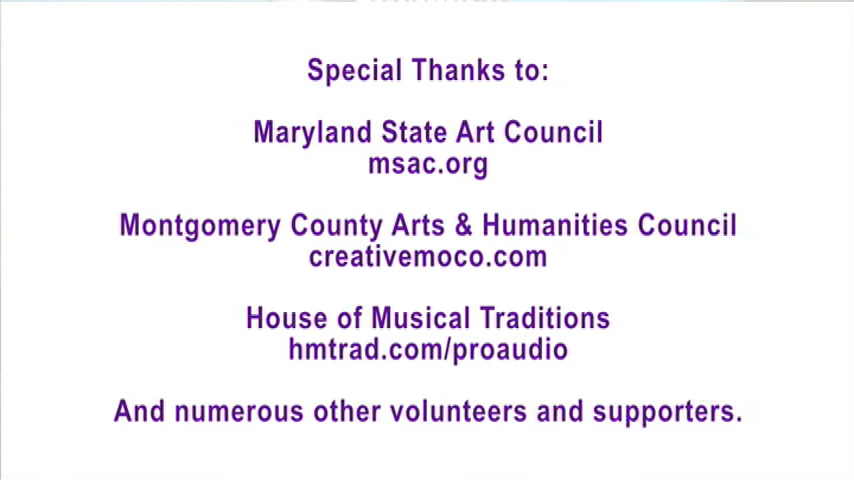 Special Thanks to:
Maryland State Art Council
msac.org
Montgomery County Arts & Humanities Council
creativemoco.com
House of Musical Traditions
hmtrad.com/proaudio
And numerous other volunteers and supporters.